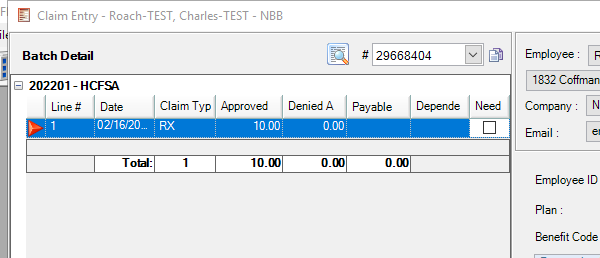 Claim Entry - Roach-TEST, Charles-TEST - NBB
Batch Detail # 29668404
202201 - HCFSA
Line # Date Claim Typ Approved Denied A Payable Depende Need
1 02/16/20... RX 10.00 0.00
Total: 1 10.00 0.00 0.00
Employee : R
1832 Coffman
Company : N
Email : er
Employee ID
Plan :
Benefit Code